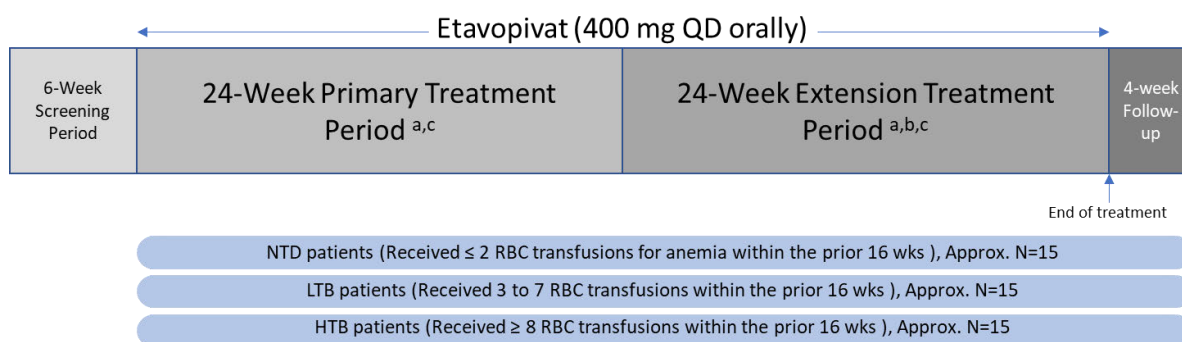 Etavopivat (400 mg QD orally)
6-Week
Screening
Period
24-Week Primary Treatment
Period a,c
24-Week Extension Treatment
Period a,b,c
4-week
Follow-
up
End of treatment
NTD patients (Received ≤ 2 RBC transfusions for anemia within the prior 16 wks ), Approx. N=15
LTB patients (Received 3 to 7 RBC transfusions within the prior 16 wks ), Approx. N=15
HTB patients (Received ≥ 8 RBC transfusions within the prior 16 wks ), Approx. N=15